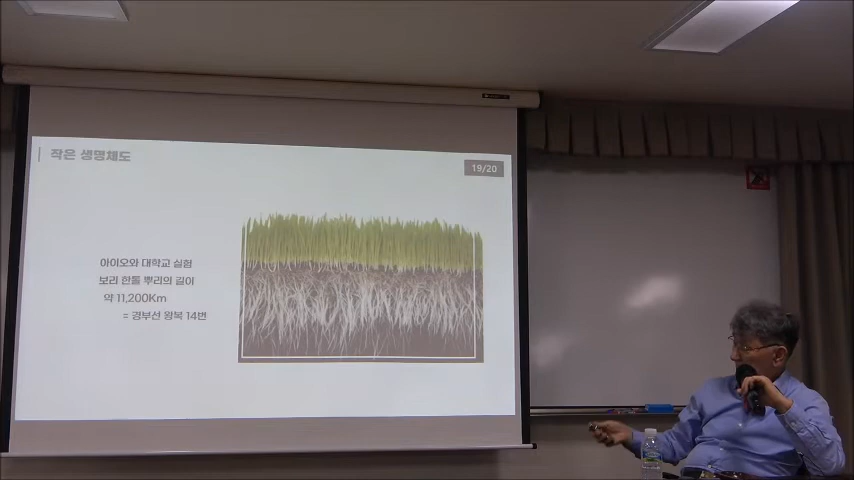 작은 생명체도
19/20
아이오와 대학교 실험
보리 한톨 뿌리의 길이
약 11,200Km
= 경부선 왕복 14번